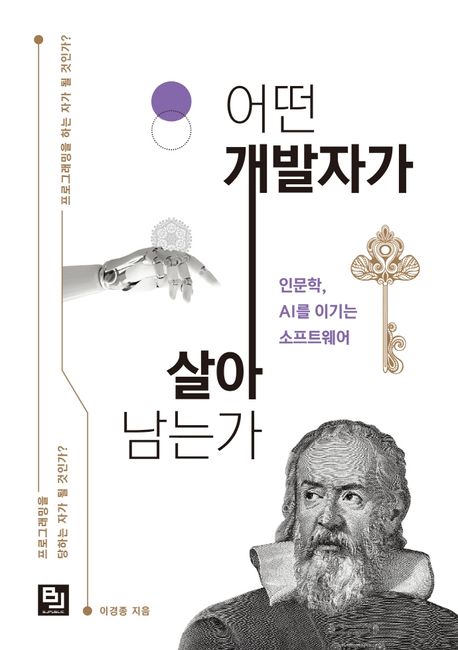 프로그래밍을 하는 자가 될 것인가?
프로그래밍을
당하는 자가 될 것인가?
어떤
개발자가
인문학,
AI를 이기는
소프트웨어
살아
남는가
BJ
BJPUBLIC
이경종 지음